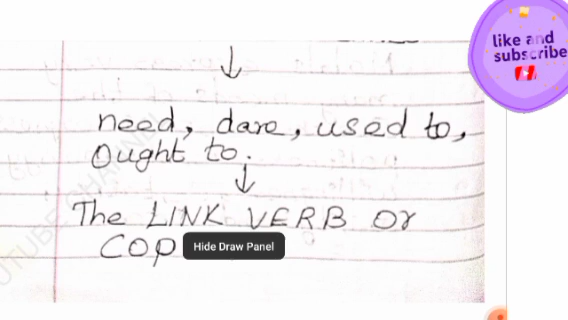 like and
subscribe
need, dare, used to,
Ought to.
The LINK VERB Or
COP
Hide Draw Panel